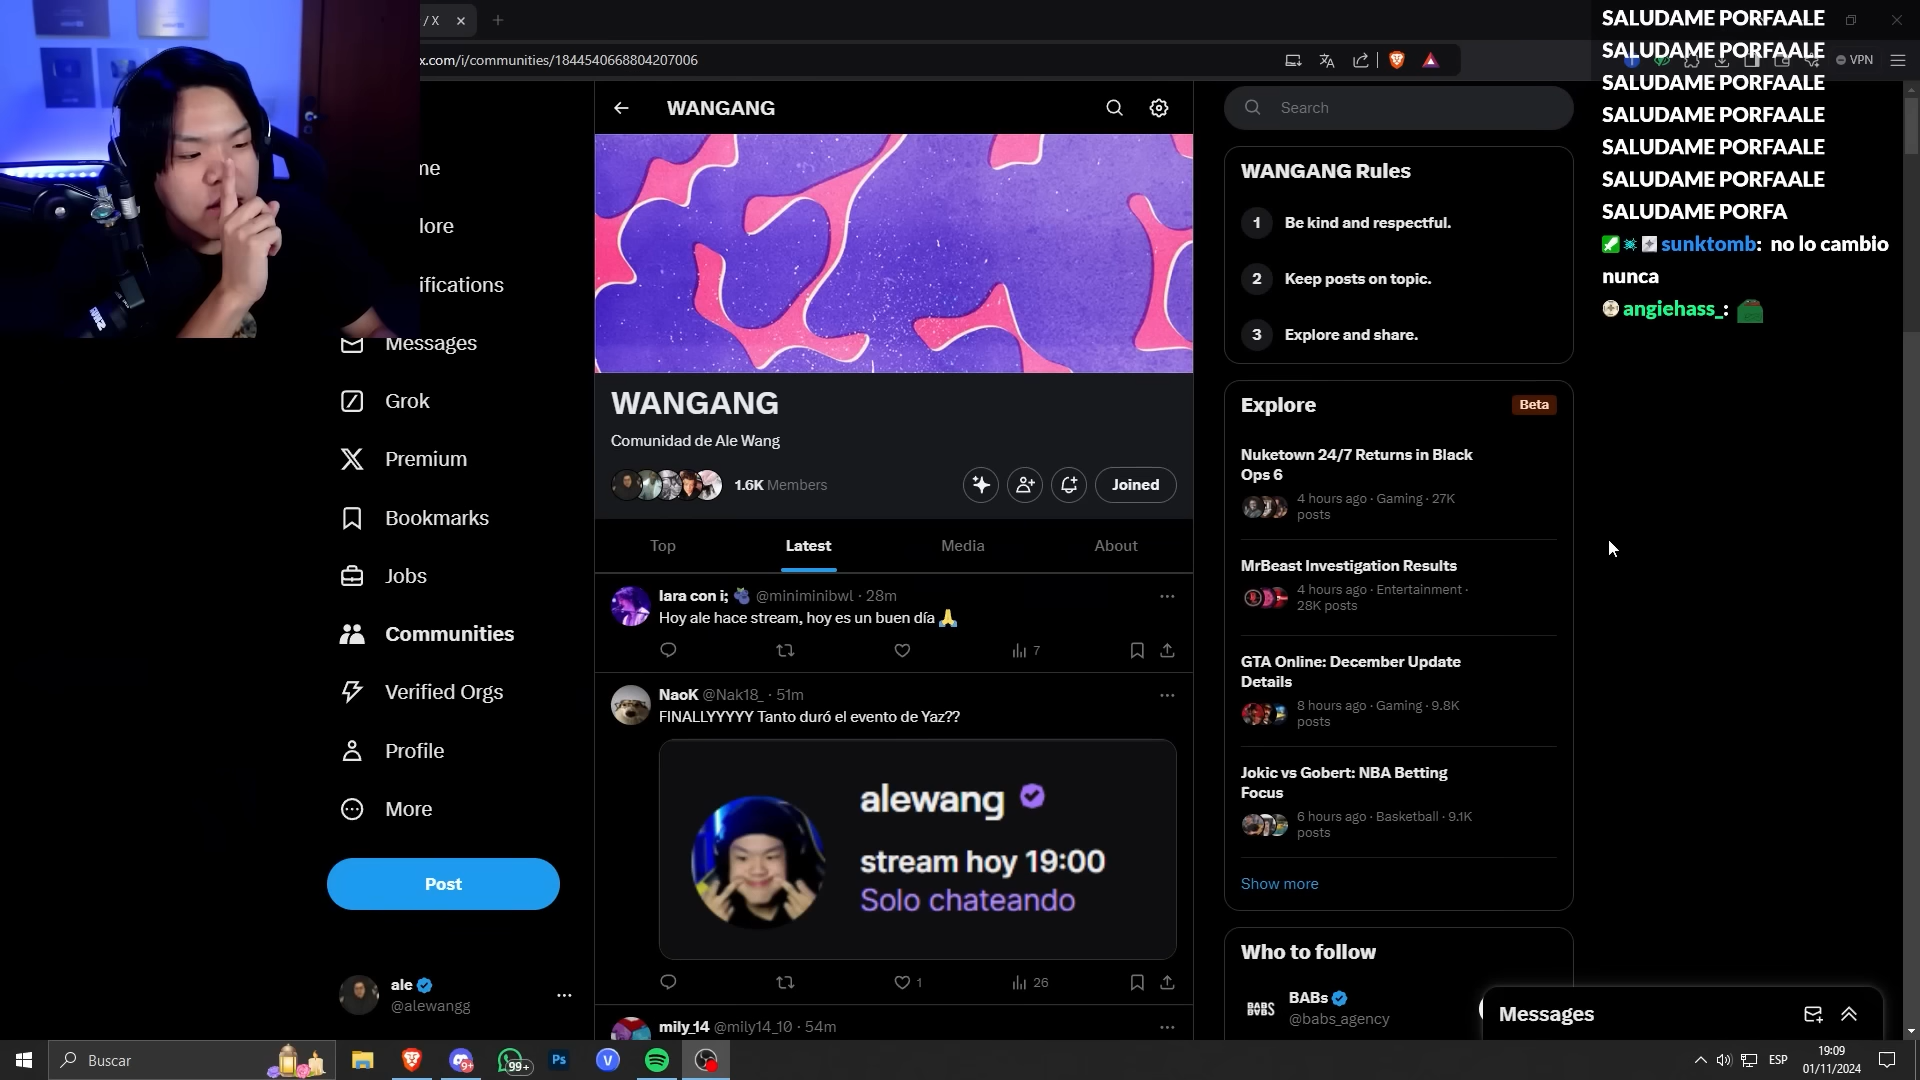 / X
x.com/i/communities/1844540668804207006
VPN
me
lore
ifications
Messages
Grok
Premium
Bookmarks
Jobs
Communities
Verified Orgs
Profile
More
Post
ale
@alewangg
WANGANG
WANGANG
Comunidad de Ale Wang
1.6K Members
Joined
Top
Latest
Media
About
Iara con i; @miniminibwl · 28m
Hoy ale hace stream, hoy es un buen día 🙏
7
NaoK @Nak18_ · 51m
FINALLYYYYY Tanto duró el evento de Yaz??
alewang
stream hoy 19:00
Solo chateando
1
26
mily_14 @mily14_10 · 54m
Search
WANGANG Rules
1 Be kind and respectful.
2 Keep posts on topic.
3 Explore and share.
Explore
Beta
Nuketown 24/7 Returns in Black
Ops 6
4 hours ago · Gaming · 27K
posts
MrBeast Investigation Results
4 hours ago · Entertainment ·
28K posts
GTA Online: December Update
Details
8 hours ago · Gaming · 9.8K
posts
Jokic vs Gobert: NBA Betting
Focus
6 hours ago · Basketball · 9.1K
posts
Show more
Who to follow
BABS
BABs
@babs_agency
Messages
SALUDAME PORFAALE
SALUDAME PORFAALE
SALUDAME PORFAALE
SALUDAME PORFAALE
SALUDAME PORFAALE
SALUDAME PORFAALE
SALUDAME PORFA
sunktomb: no lo cambio
nunca
angiehass_:
Buscar
9+
99+
Ps
V
ESP
19:09
01/11/2024